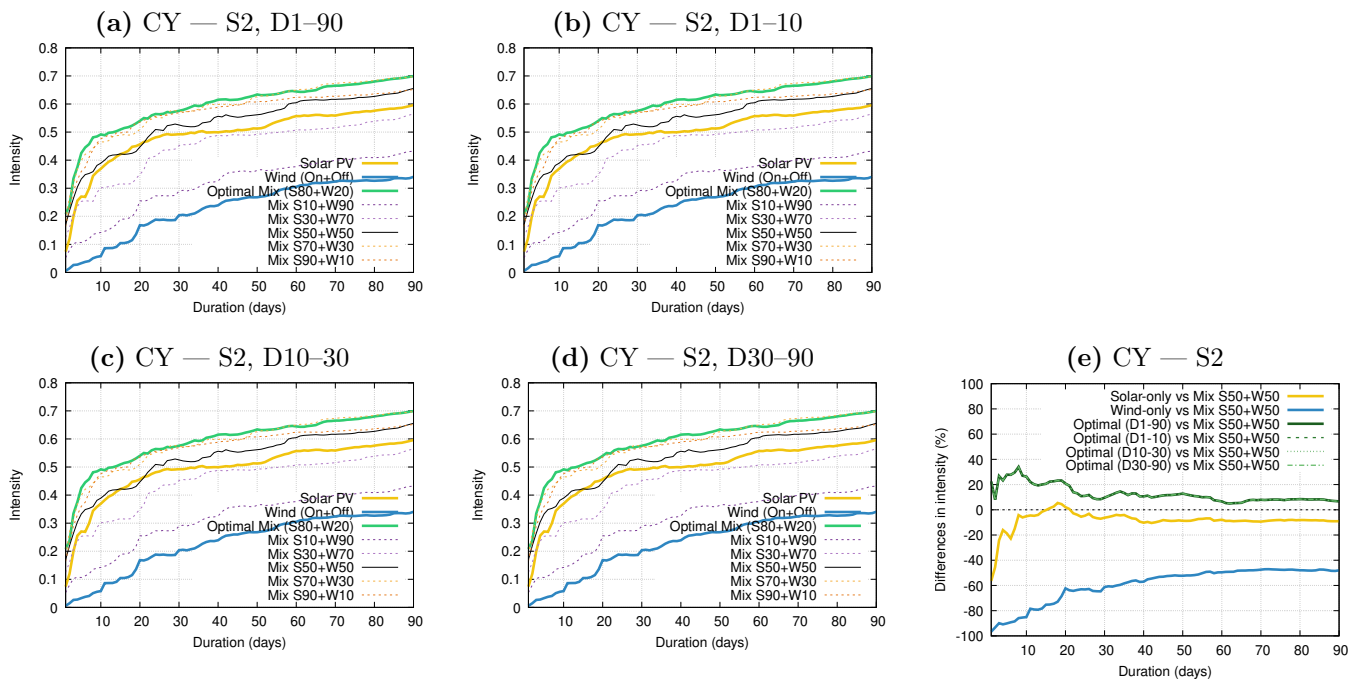 (a) CY — S2, D1–90
0.8
0.7
0.6
0.5
0.4
0.3
0.2
0.1
0
Intensity
Solar PV
Wind (On+Off)
Optimal Mix (S80+W20)
Mix S10+W90
Mix S30+W70
Mix S50+W50
Mix S70+W30
Mix S90+W10
10 20 30 40 50 60 70 80 90
Duration (days)
(b) CY — S2, D1–10
0.8
0.7
0.6
0.5
0.4
0.3
0.2
0.1
0
Intensity
Solar PV
Wind (On+Off)
Optimal Mix (S80+W20)
Mix S10+W90
Mix S30+W70
Mix S50+W50
Mix S70+W30
Mix S90+W10
10 20 30 40 50 60 70 80 90
Duration (days)
(c) CY — S2, D10–30
0.8
0.7
0.6
0.5
0.4
0.3
0.2
0.1
0
Intensity
Solar PV
Wind (On+Off)
Optimal Mix (S80+W20)
Mix S10+W90
Mix S30+W70
Mix S50+W50
Mix S70+W30
Mix S90+W10
10 20 30 40 50 60 70 80 90
Duration (days)
(d) CY — S2, D30–90
0.8
0.7
0.6
0.5
0.4
0.3
0.2
0.1
0
Intensity
Solar PV
Wind (On+Off)
Optimal Mix (S80+W20)
Mix S10+W90
Mix S30+W70
Mix S50+W50
Mix S70+W30
Mix S90+W10
10 20 30 40 50 60 70 80 90
Duration (days)
(e) CY — S2
100
80
60
40
20
0
-20
-40
-60
-80
-100
Differences in intensity (%)
Solar-only vs Mix S50+W50
Wind-only vs Mix S50+W50
Optimal (D1-90) vs Mix S50+W50
Optimal (D1-10) vs Mix S50+W50
Optimal (D10-30) vs Mix S50+W50
Optimal (D30-90) vs Mix S50+W50
10 20 30 40 50 60 70 80 90
Duration (days)